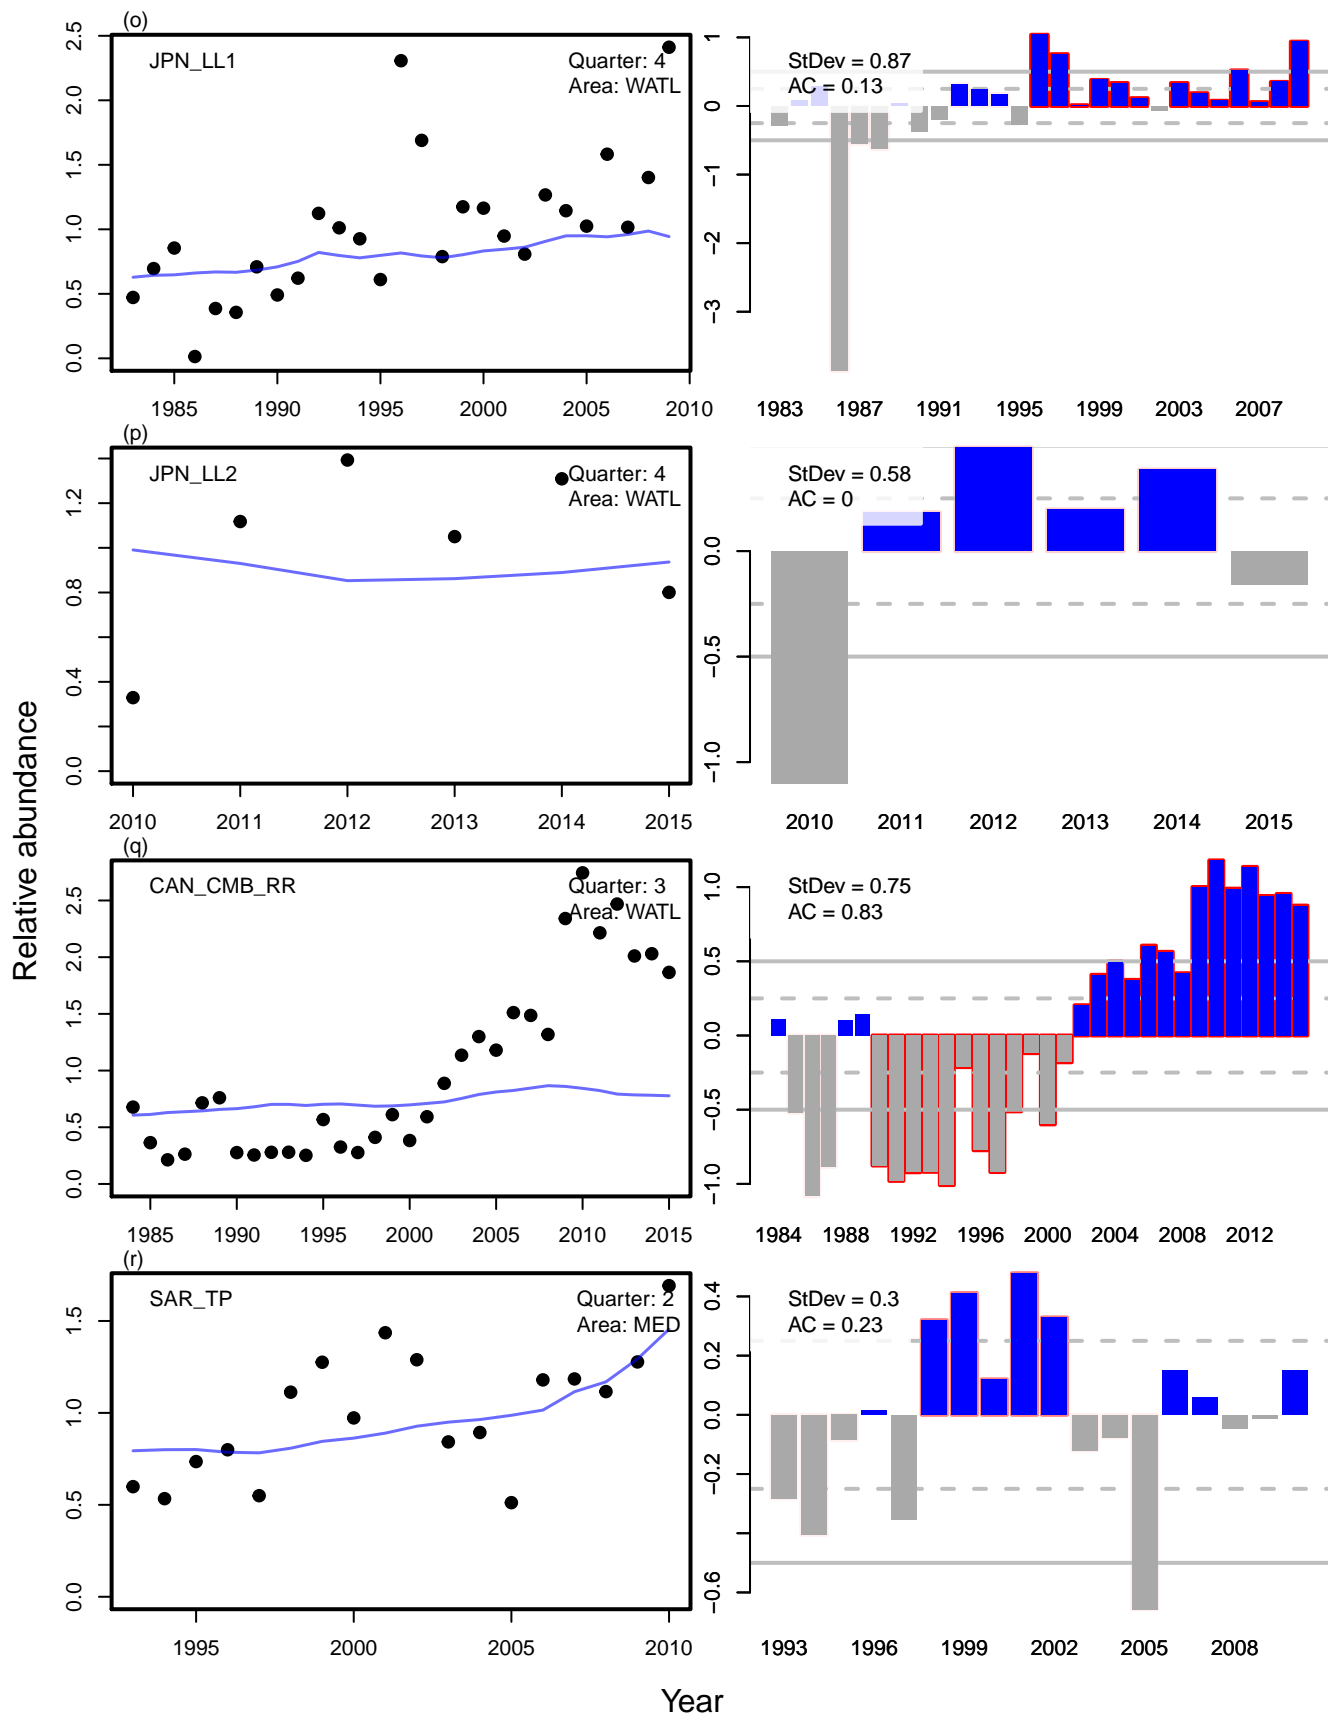 (o)
JPN_LL1
Quarter: 4
Area: WATL
0.0 0.5 1.0 1.5 2.0 2.5
1985 1990 1995 2000 2005 2010
StDev = 0.87
AC = 0.13
−3 −2 −1 0 1
1983 1987 1991 1995 1999 2003 2007
(p)
JPN_LL2
Quarter: 4
Area: WATL
0.0 0.4 0.8 1.2
2010 2011 2012 2013 2014 2015
StDev = 0.58
AC = 0
−1.0 −0.5 0.0
2010 2011 2012 2013 2014 2015
(q)
CAN_CMB_RR
Quarter: 3
Area: WATL
0.0 0.5 1.0 1.5 2.0 2.5
1985 1990 1995 2000 2005 2010 2015
StDev = 0.75
AC = 0.83
−1.0 −0.5 0.0 0.5 1.0
1984 1988 1992 1996 2000 2004 2008 2012
(r)
SAR_TP
Quarter: 2
Area: MED
0.0 0.5 1.0 1.5
1995 2000 2005 2010
StDev = 0.3
AC = 0.23
−0.6 −0.2 0.0 0.2 0.4
1993 1996 1999 2002 2005 2008
Relative abundance
Year